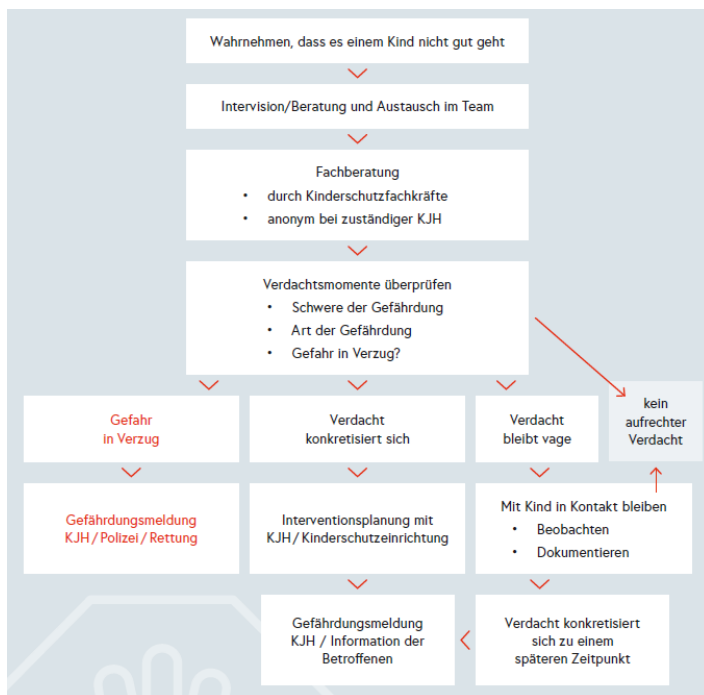 Wahrnehmen, dass es einem Kind nicht gut geht
Intervision/Beratung und Austausch im Team
Fachberatung
• durch Kinderschutzfachkräfte
• anonym bei zuständiger KJH
Verdachtsmomente überprüfen
• Schwere der Gefährdung
• Art der Gefährdung
• Gefahr in Verzug?
Gefahr
in Verzug
Verdacht
konkretisiert sich
Verdacht
bleibt vage
kein
aufrechter
Verdacht
Gefährdungsmeldung
KJH / Polizei / Rettung
Interventionsplanung mit
KJH / Kinderschutzeinrichtung
Mit Kind in Kontakt bleiben
• Beobachten
• Dokumentieren
Gefährdungsmeldung
KJH / Information der
Betroffenen
Verdacht konkretisiert
sich zu einem
späteren Zeitpunkt